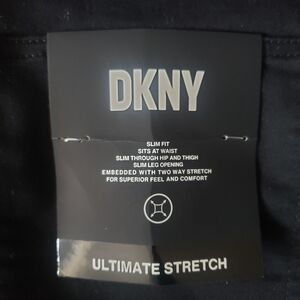 DKNY
SLIM FIT
SITS AT WAIST
SLIM THROUGH HIP AND THIGH
SLIM LEG OPENING
EMBEDDED WITH TWO WAY STRETCH
FOR SUPERIOR FEEL AND COMFORT
ULTIMATE STRETCH